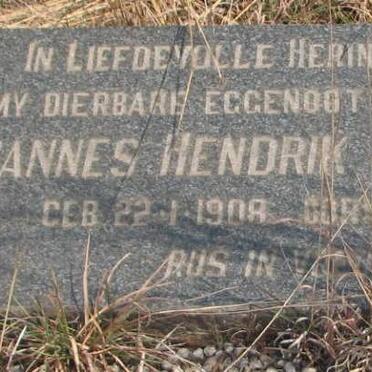 IN LIEFDEVOLLE HERIN
MY DIERBARE EGGENOOT
ANNES HENDRIK
GEB. 22-1-1908
RUS IN